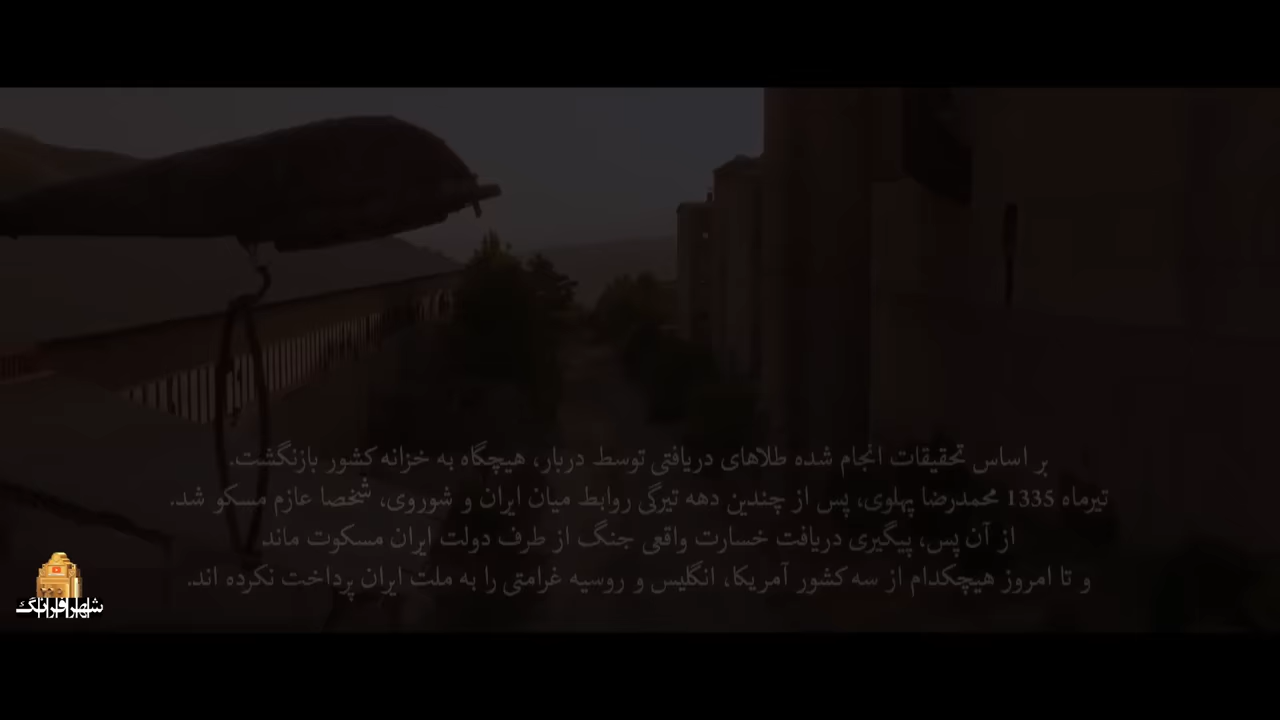 بر اساس تحقیقات انجام شده طلاهای دریافتی توسط دربار، هیچگاه به خزانه کشور بازنگشت.
تیرماه 1335 محمدرضا پهلوی، پس از چندین دهه تیرگی روابط میان ایران و شوروی، شخصا عازم مسکو شد.
از آن پس، پیگیری دریافت خسارت واقعی جنگ از طرف دولت ایران مسکوت ماند
و تا امروز هیچکدام از سه کشور آمریکا، انگلیس و روسیه غرامتی را به ملت ایران پرداخت نکرده اند.
شهر فرانگ